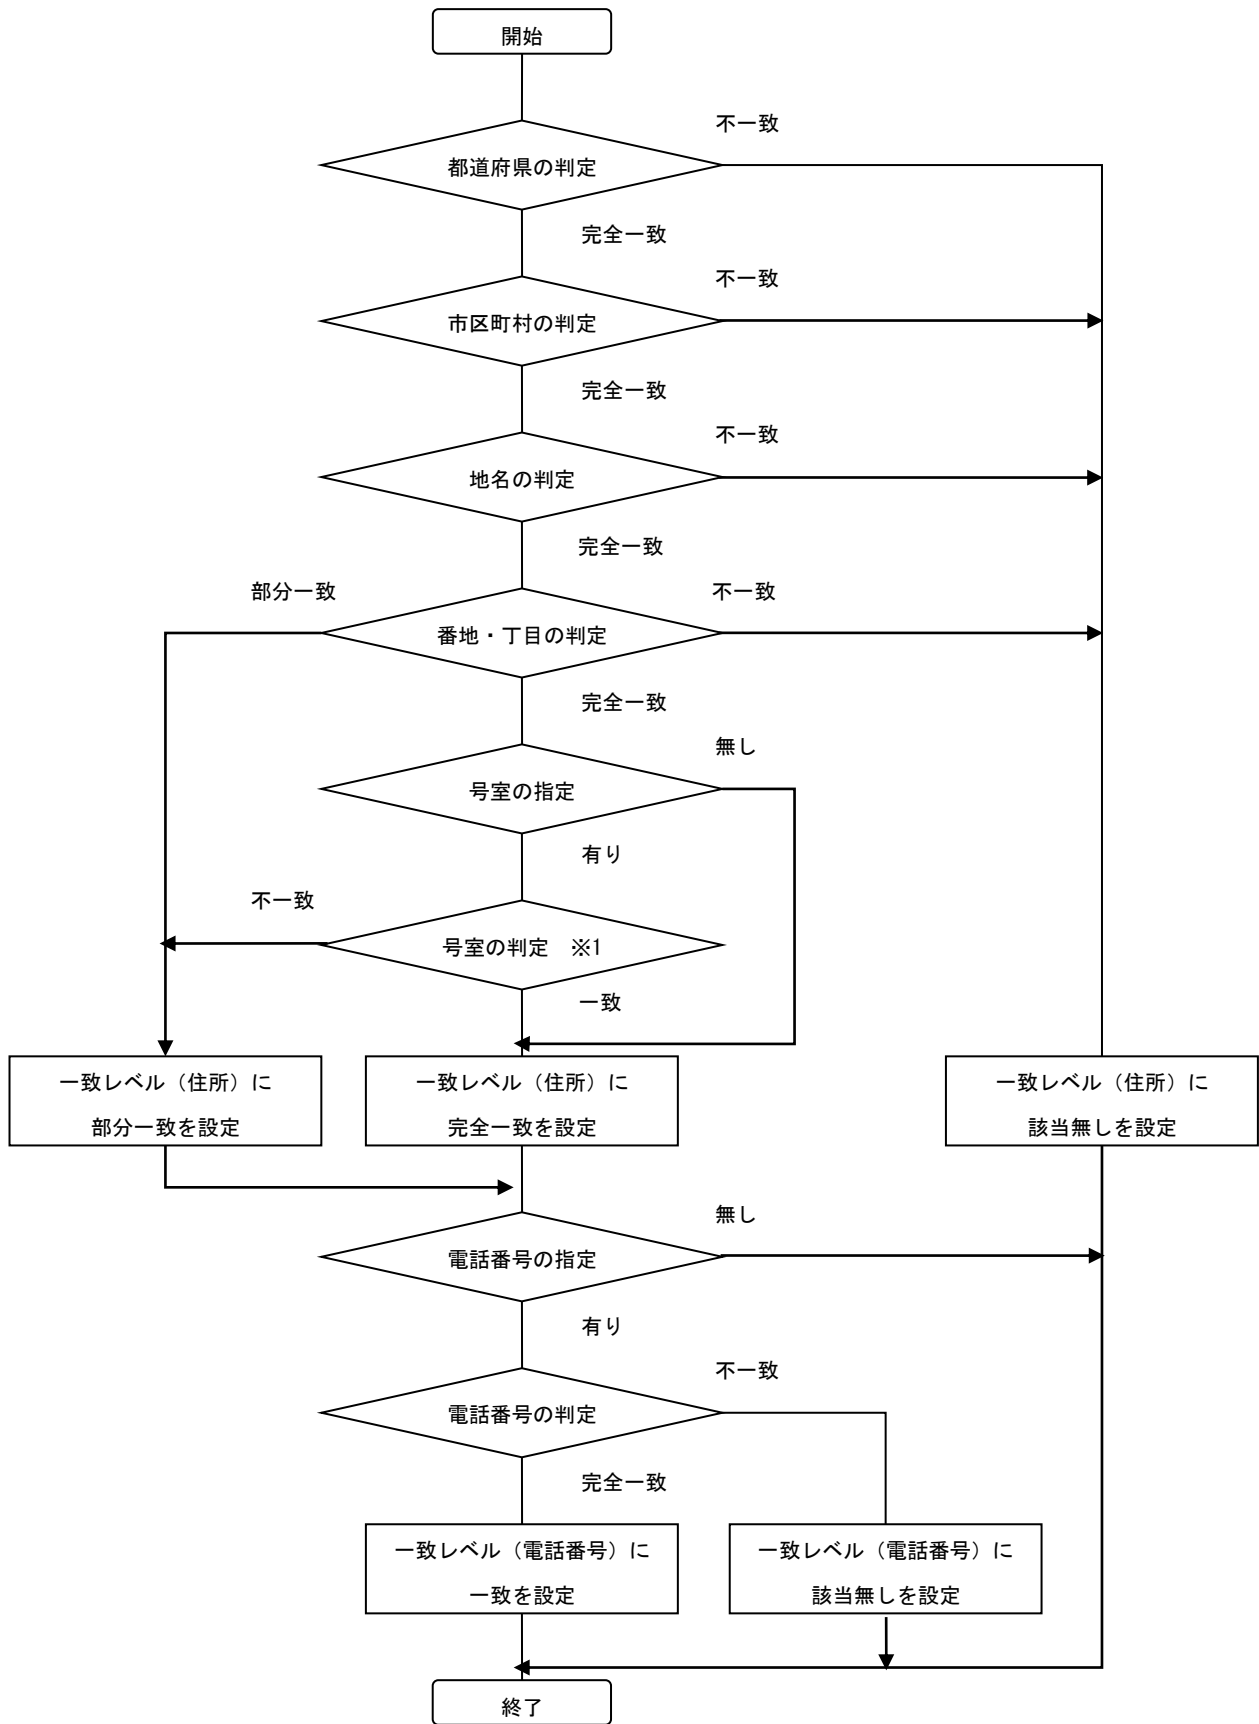 開始
不一致
都道府県の判定
完全一致
不一致
市区町村の判定
完全一致
不一致
地名の判定
完全一致
部分一致
不一致
番地・丁目の判定
完全一致
無し
号室の指定
有り
不一致
号室の判定　※1
一致
一致レベル（住所）に
部分一致を設定
一致レベル（住所）に
完全一致を設定
一致レベル（住所）に
該当無しを設定
無し
電話番号の指定
有り
不一致
電話番号の判定
完全一致
一致レベル（電話番号）に
一致を設定
一致レベル（電話番号）に
該当無しを設定
終了